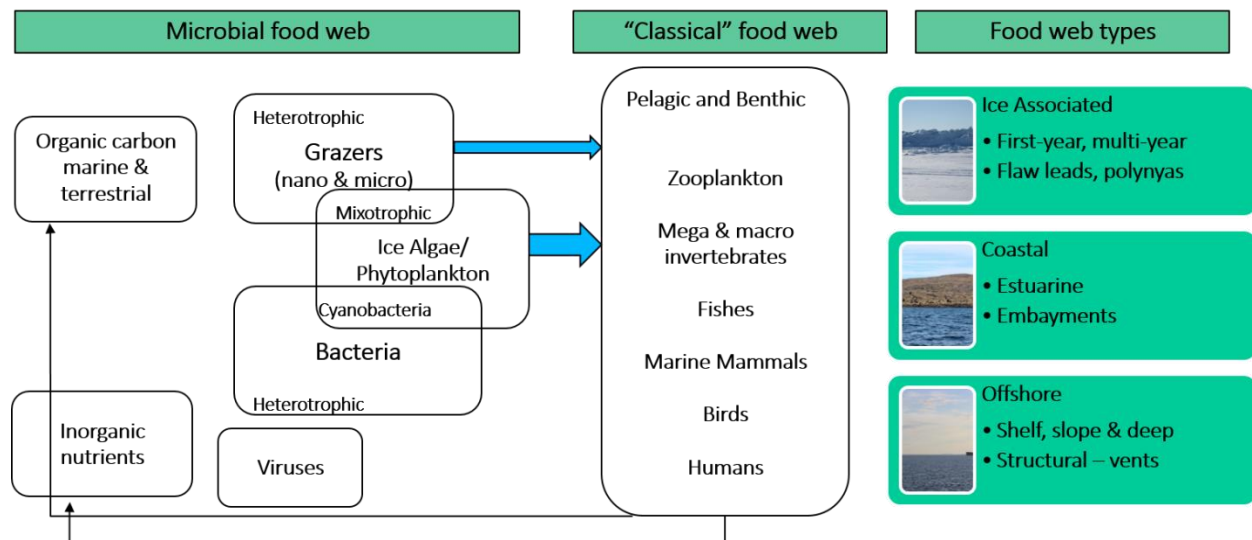 Microbial food web
“Classical” food web
Food web types
Organic carbon
marine &
terrestrial
Heterotrophic
Grazers
(nano & micro)
Mixotrophic
Ice Algae/
Phytoplankton
Cyanobacteria
Bacteria
Heterotrophic
Inorganic
nutrients
Viruses
Pelagic and Benthic
Zooplankton
Mega & macro
invertebrates
Fishes
Marine Mammals
Birds
Humans
Ice Associated
• First-year, multi-year
• Flaw leads, polynyas
Coastal
• Estuarine
• Embayments
Offshore
• Shelf, slope & deep
• Structural – vents